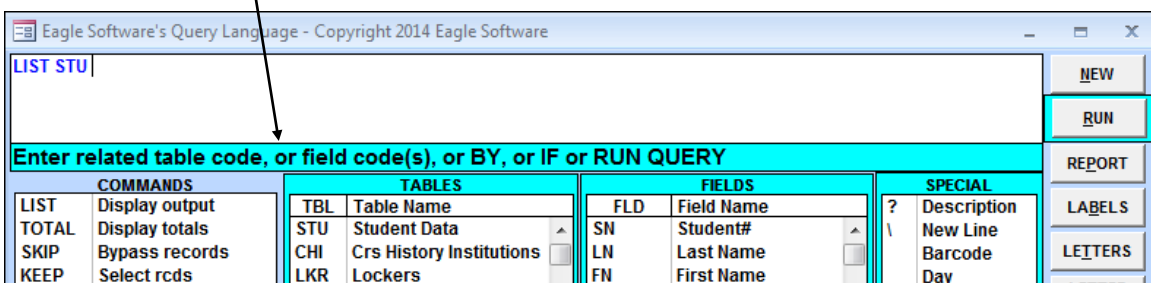 Eagle Software's Query Language - Copyright 2014 Eagle Software
LIST STU
NEW
RUN
Enter related table code, or field code(s), or BY, or IF or RUN QUERY
REPORT
COMMANDS TABLES FIELDS SPECIAL
LIST Display output TBL Table Name FLD Field Name ? Description
LABELS
TOTAL Display totals STU Student Data SN Student# \ New Line
SKIP Bypass records CHI Crs History Institutions LN Last Name Barcode
LETTERS
KEEP Select rcds LKR Lockers FN First Name Day